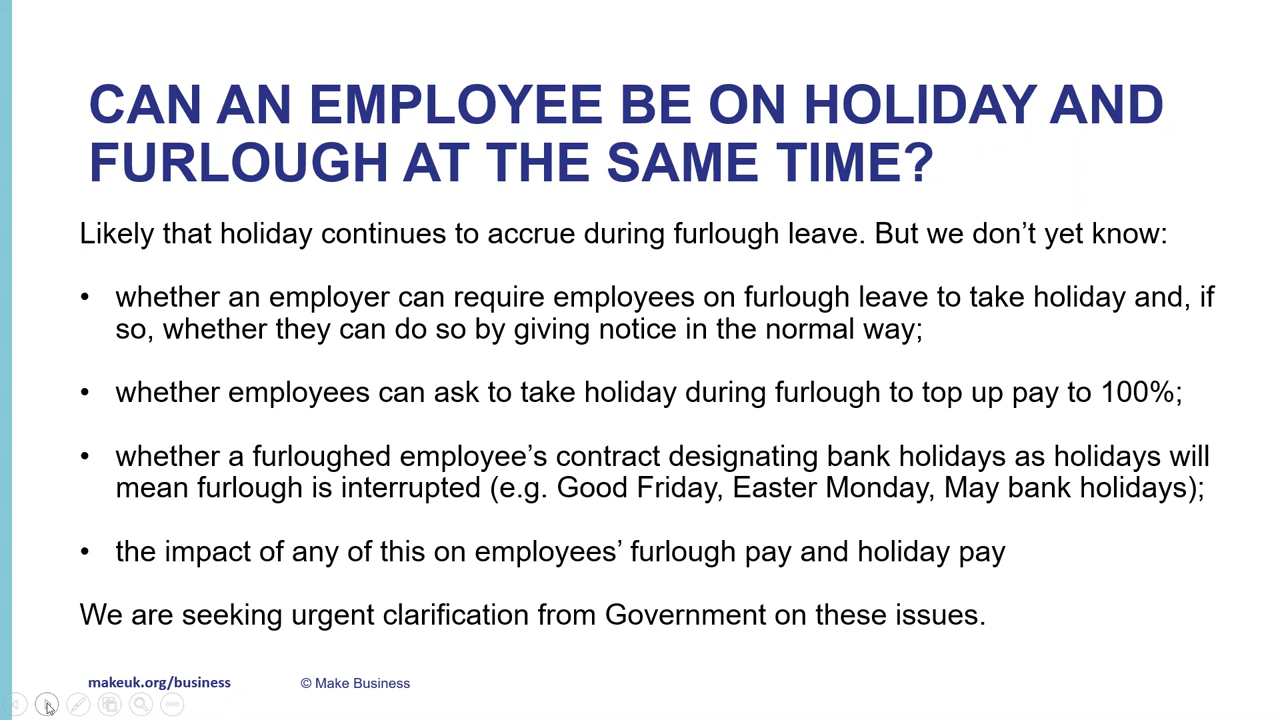 CAN AN EMPLOYEE BE ON HOLIDAY AND
FURLOUGH AT THE SAME TIME?
Likely that holiday continues to accrue during furlough leave. But we don’t yet know:
• whether an employer can require employees on furlough leave to take holiday and, if
so, whether they can do so by giving notice in the normal way;
• whether employees can ask to take holiday during furlough to top up pay to 100%;
• whether a furloughed employee’s contract designating bank holidays as holidays will
mean furlough is interrupted (e.g. Good Friday, Easter Monday, May bank holidays);
• the impact of any of this on employees’ furlough pay and holiday pay
We are seeking urgent clarification from Government on these issues.
makeuk.org/business © Make Business